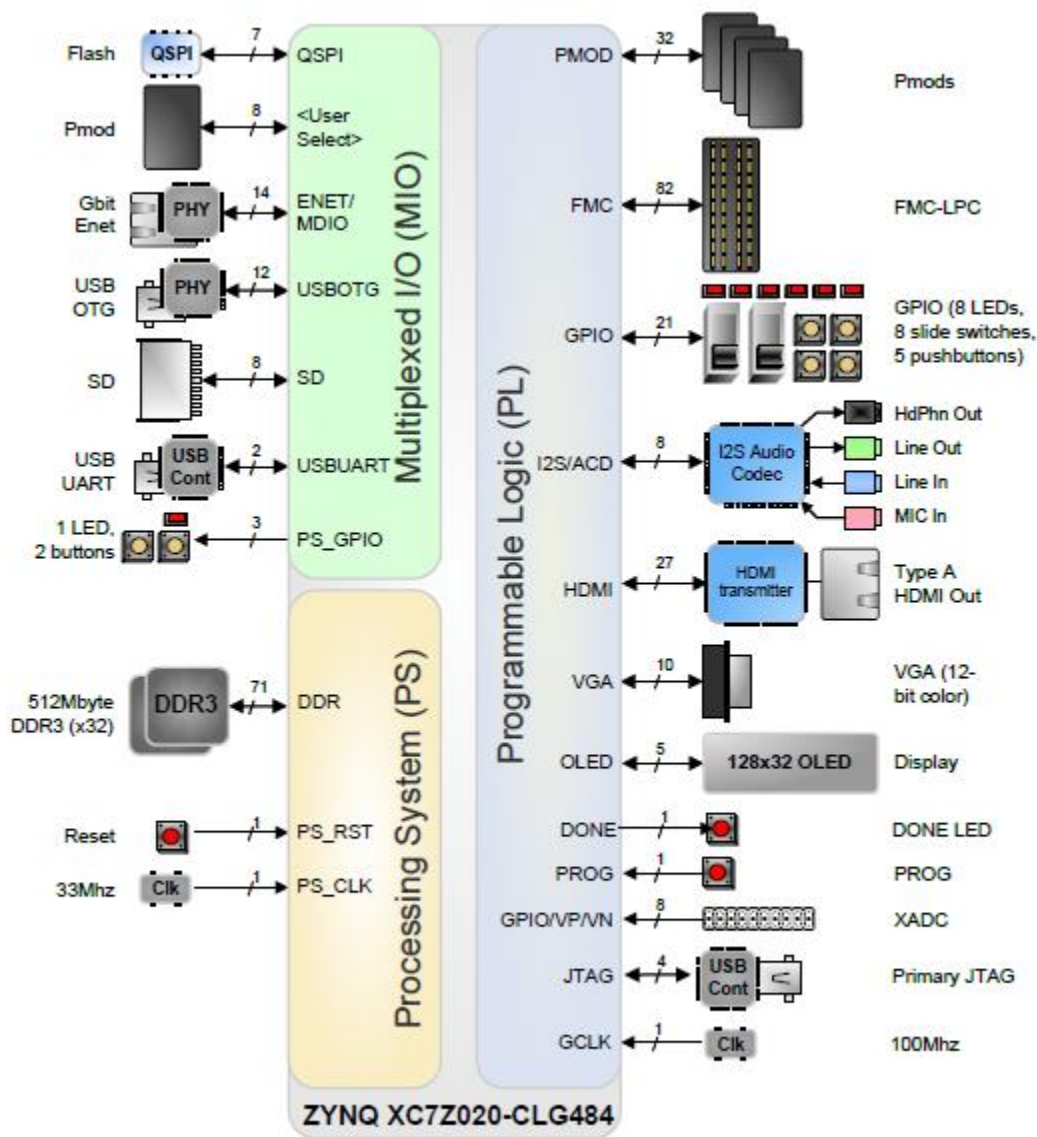 Flash
QSPI
7
QSPI
Pmod
8
<User
Select>
Gbit
Enet
PHY
14
ENET/
MDIO
USB
OTG
PHY
12
USBOTG
SD
8
SD
USB
UART
USB
Cont
2
USBUART
1 LED,
2 buttons
3
PS_GPIO
Multiplexed I/O (MIO)
512Mbyte
DDR3 (x32)
DDR3
71
DDR
Reset
1
PS_RST
33Mhz
Clk
1
PS_CLK
Processing System (PS)
Programmable Logic (PL)
PMOD
32
Pmods
FMC
82
FMC-LPC
GPIO
21
GPIO (8 LEDs,
8 slide switches,
5 pushbuttons)
I2S/ACD
8
I2S Audio
Codec
HdPhn Out
Line Out
Line In
MIC In
HDMI
27
HDMI
transmitter
Type A
HDMI Out
VGA
10
VGA (12-
bit color)
OLED
5
128x32 OLED
Display
DONE
1
DONE LED
PROG
1
PROG
GPIO/VP/VN
8
XADC
JTAG
4
USB
Cont
Primary JTAG
GCLK
1
Clk
100Mhz
ZYNQ XC7Z020-CLG484